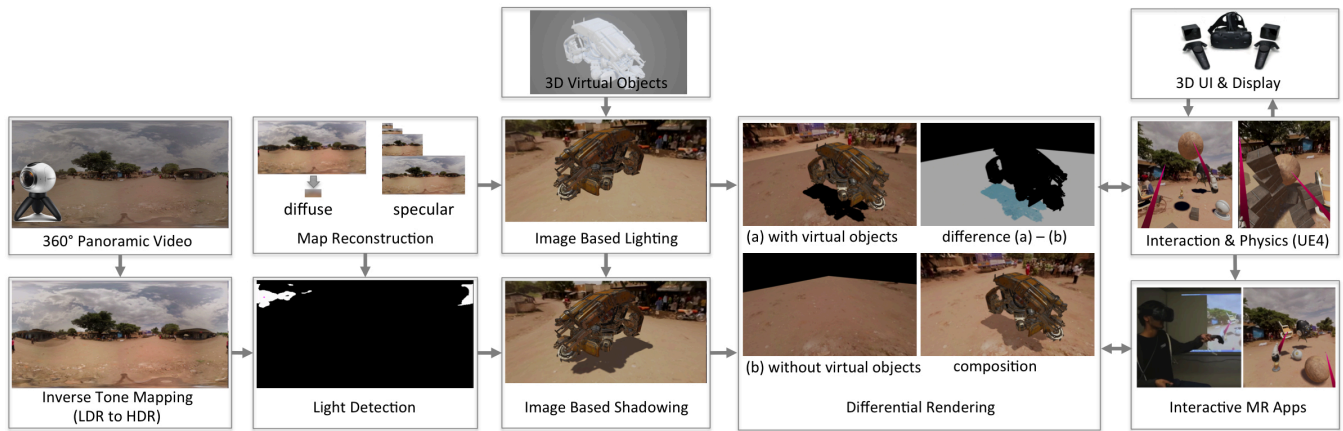 3D Virtual Objects
3D UI & Display
360° Panoramic Video
diffuse
specular
Map Reconstruction
Image Based Lighting
(a) with virtual objects
difference (a) – (b)
Interaction & Physics (UE4)
Inverse Tone Mapping
(LDR to HDR)
Light Detection
Image Based Shadowing
(b) without virtual objects
composition
Differential Rendering
Interactive MR Apps